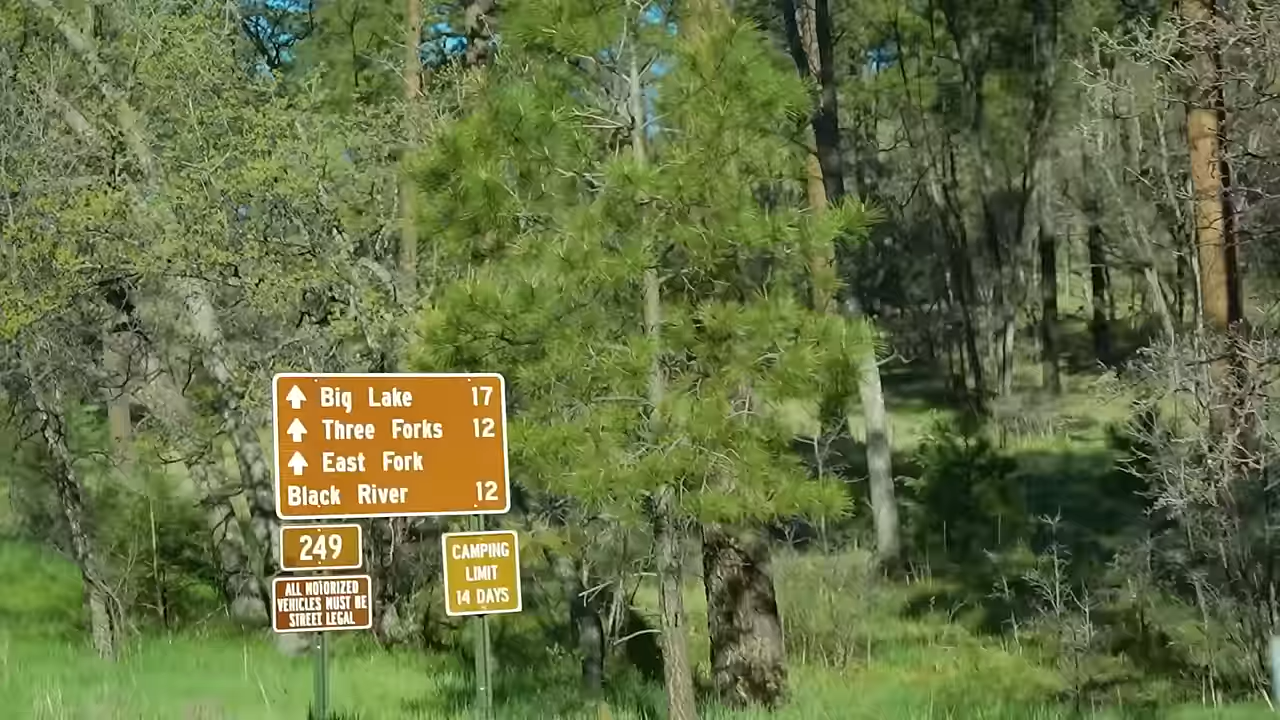 Big Lake 17
Three Forks 12
East Fork
Black River 12
249
ALL MOTORIZED
VEHICLES MUST BE
STREET LEGAL
CAMPING
LIMIT
14 DAYS